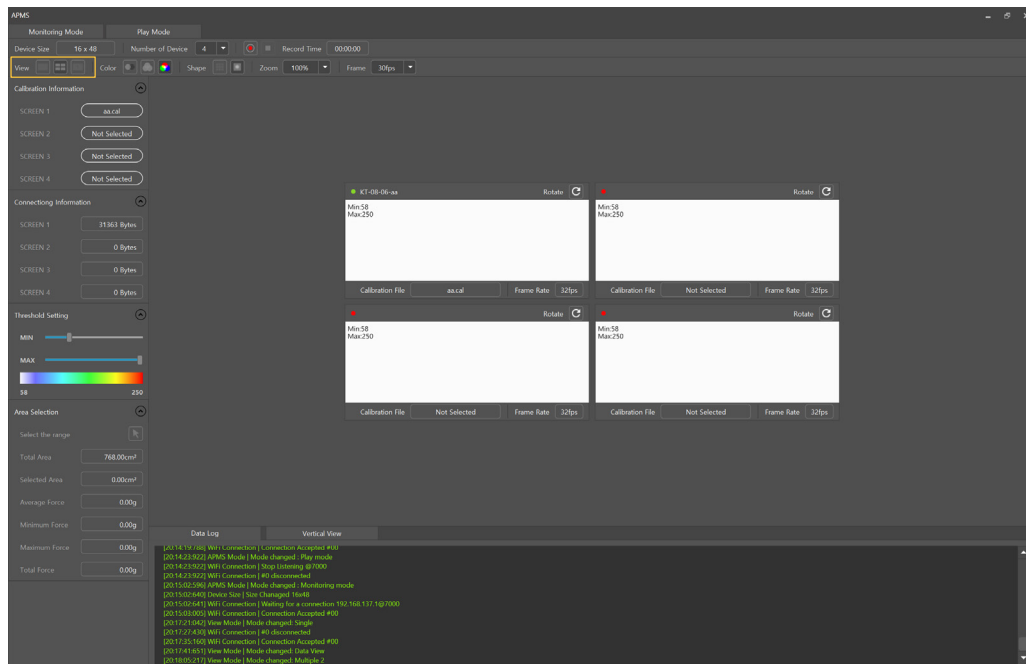 APMS
Monitoring Mode Play Mode
Device Size 16 x 48 Number of Device 4 Record Time 00:00:00
View Color Shape Zoom 100% Frame 30fps
Calibration Information
SCREEN 1 aa.cal
SCREEN 2 Not Selected
SCREEN 3 Not Selected
SCREEN 4 Not Selected
Connectiong Information
SCREEN 1 31363 Bytes
SCREEN 2 0 Bytes
SCREEN 3 0 Bytes
SCREEN 4 0 Bytes
Threshold Setting
MIN
MAX
58 250
Area Selection
Select the range
Total Area 768.00cm²
Selected Area 0.00cm²
Average Force 0.00g
Minimum Force 0.00g
Maximum Force 0.00g
Total Force 0.00g
KT-08-06-aa Rotate
Min:58
Max:250
Calibration File aa.cal Frame Rate 32fps
Rotate
Min:58
Max:250
Calibration File Not Selected Frame Rate 32fps
Rotate
Min:58
Max:250
Calibration File Not Selected Frame Rate 32fps
Rotate
Min:58
Max:250
Calibration File Not Selected Frame Rate 32fps
Data Log Vertical View
[20:14:19:788] WiFi Connection | Connection Accepted #00
[20:14:23:922] APMS Mode | Mode changed : Play mode
[20:14:23:922] WiFi Connection | Stop Listening @7000
[20:14:23:922] WiFi Connection | #0 disconnected
[20:15:02:596] APMS Mode | Mode changed : Monitoring mode
[20:15:02:640] Device Size | Size Chanaged 16x48
[20:15:02:641] WiFi Connection | Waiting for a connection 192.168.137.1@7000
[20:15:03:005] WiFi Connection | Connection Accepted #00
[20:17:21:042] View Mode | Mode changed: Single
[20:17:27:430] WiFi Connection | #0 disconnected
[20:17:35:160] WiFi Connection | Connection Accepted #00
[20:17:41:651] View Mode | Mode changed: Data View
[20:18:05:217] View Mode | Mode changed: Multiple 2